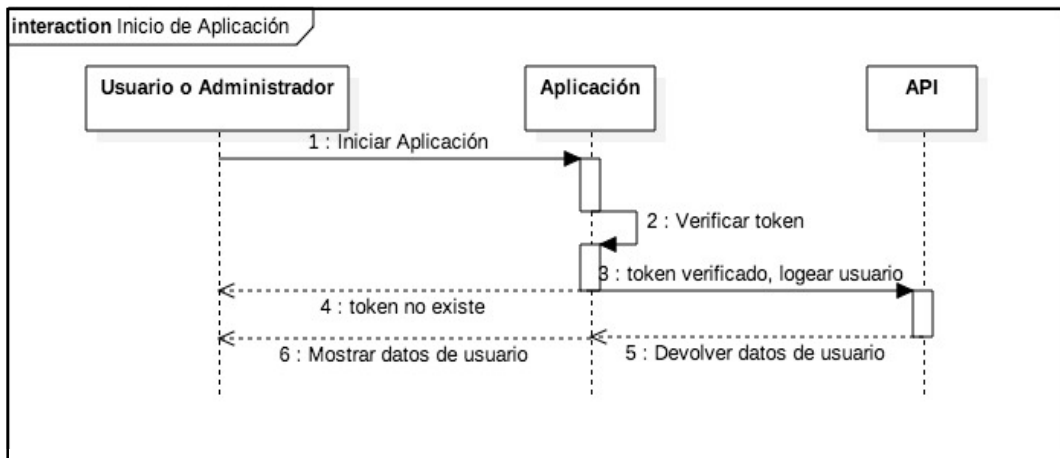 interaction Inicio de Aplicación
Usuario o Administrador
Aplicación
API
1 : Iniciar Aplicación
2 : Verificar token
3 : token verificado, logear usuario
4 : token no existe
5 : Devolver datos de usuario
6 : Mostrar datos de usuario